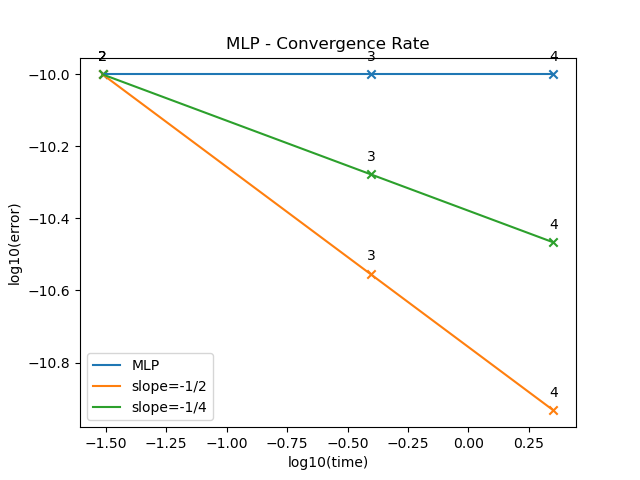 MLP - Convergence Rate
2
3
4
3
4
3
4
−10.0
−10.2
−10.4
−10.6
−10.8
log10(error)
MLP
slope=-1/2
slope=-1/4
−1.50 −1.25 −1.00 −0.75 −0.50 −0.25 0.00 0.25
log10(time)